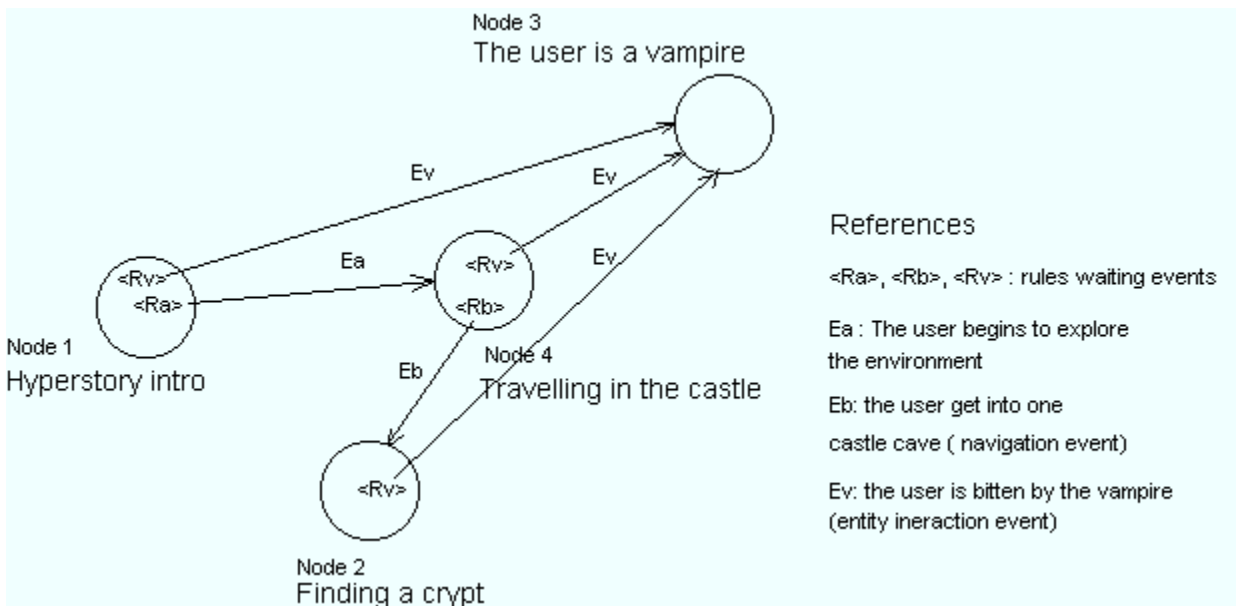 Node 3
The user is a vampire
Ev
Ev
Ev
Ea
<Rv>
<Ra>
<Rv>
<Rb>
Node 1
Hyperstory intro
Eb
Node 4
Travelling in the castle
<Rv>
Node 2
Finding a crypt
References
<Ra>, <Rb>, <Rv> : rules waiting events
Ea : The user begins to explore
the environment
Eb: the user get into one
castle cave ( navigation event)
Ev: the user is bitten by the vampire
(entity ineraction event)